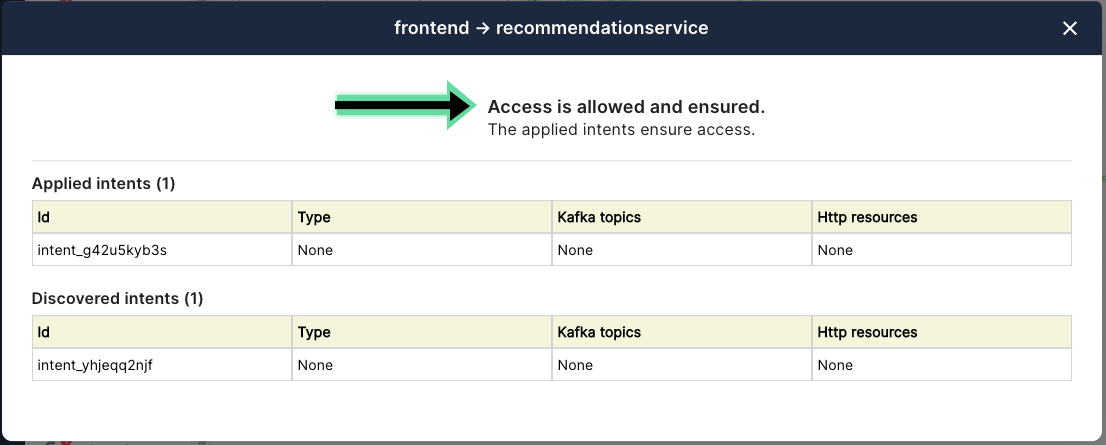 frontend → recommendationservice
Access is allowed and ensured.
The applied intents ensure access.
Applied intents (1)
Id Type Kafka topics Http resources
intent_g42u5kyb3s None None None
Discovered intents (1)
Id Type Kafka topics Http resources
intent_yhjeqq2njf None None None